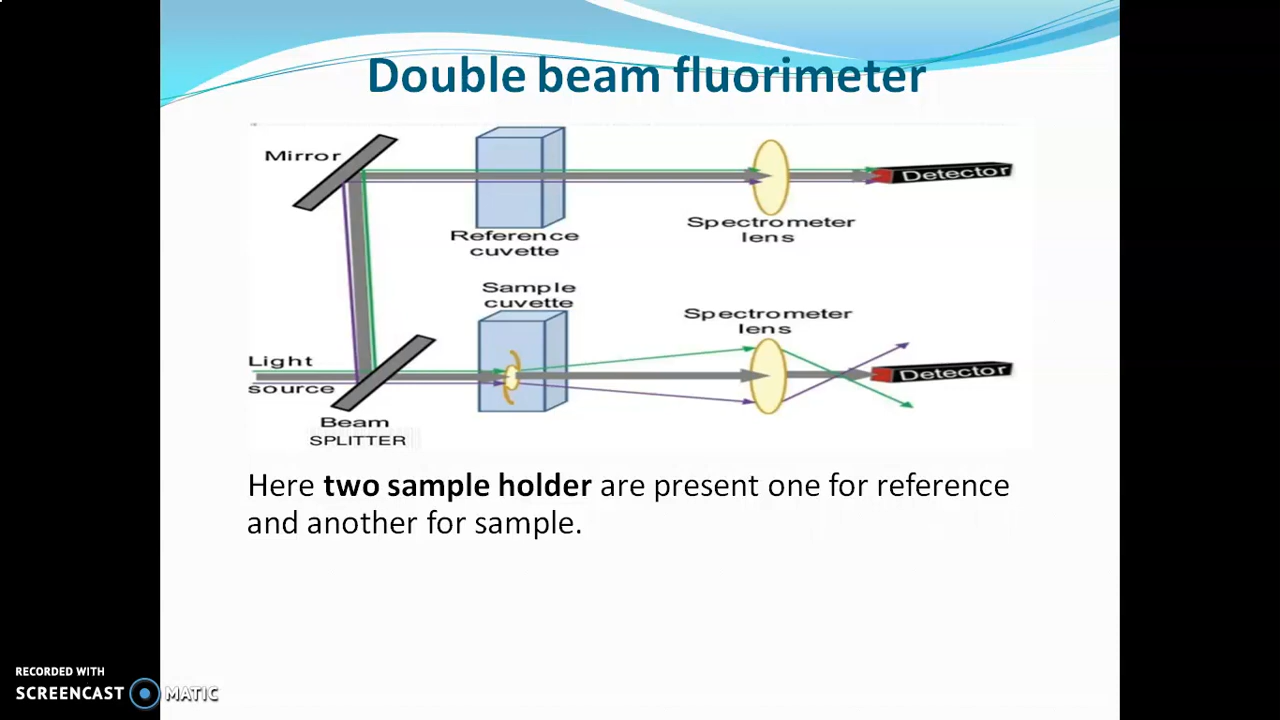 Double beam fluorimeter
Mirror
Detector
Spectrometer
lens
Reference
cuvette
Sample
cuvette
Spectrometer
lens
Light
source
Detector
Beam
SPLITTER
Here two sample holder are present one for reference
and another for sample.
RECORDED WITH
SCREENCAST MATIC